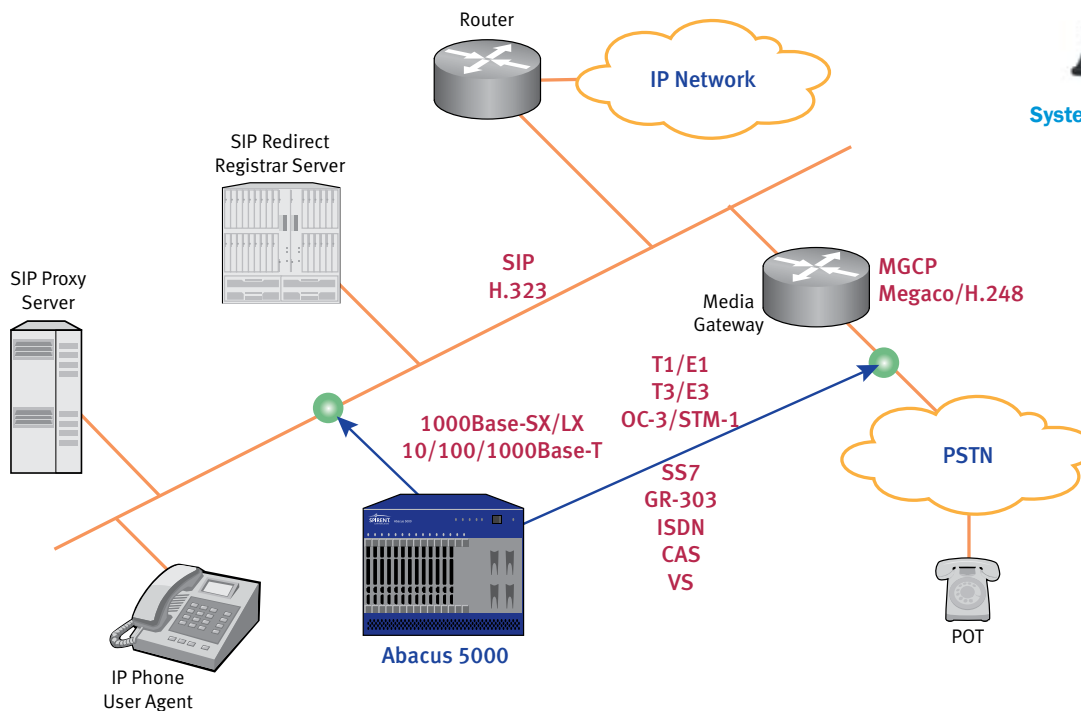 Router
IP Network
Syste
SIP Redirect
Registrar Server
SIP Proxy
Server
SIP
H.323
MGCP
Megaco/H.248
Media
Gateway
T1/E1
T3/E3
OC-3/STM-1
1000Base-SX/LX
10/100/1000Base-T
SS7
GR-303
ISDN
CAS
VS
PSTN
SPIRENT
Abacus 5000
Abacus 5000
POT
IP Phone
User Agent